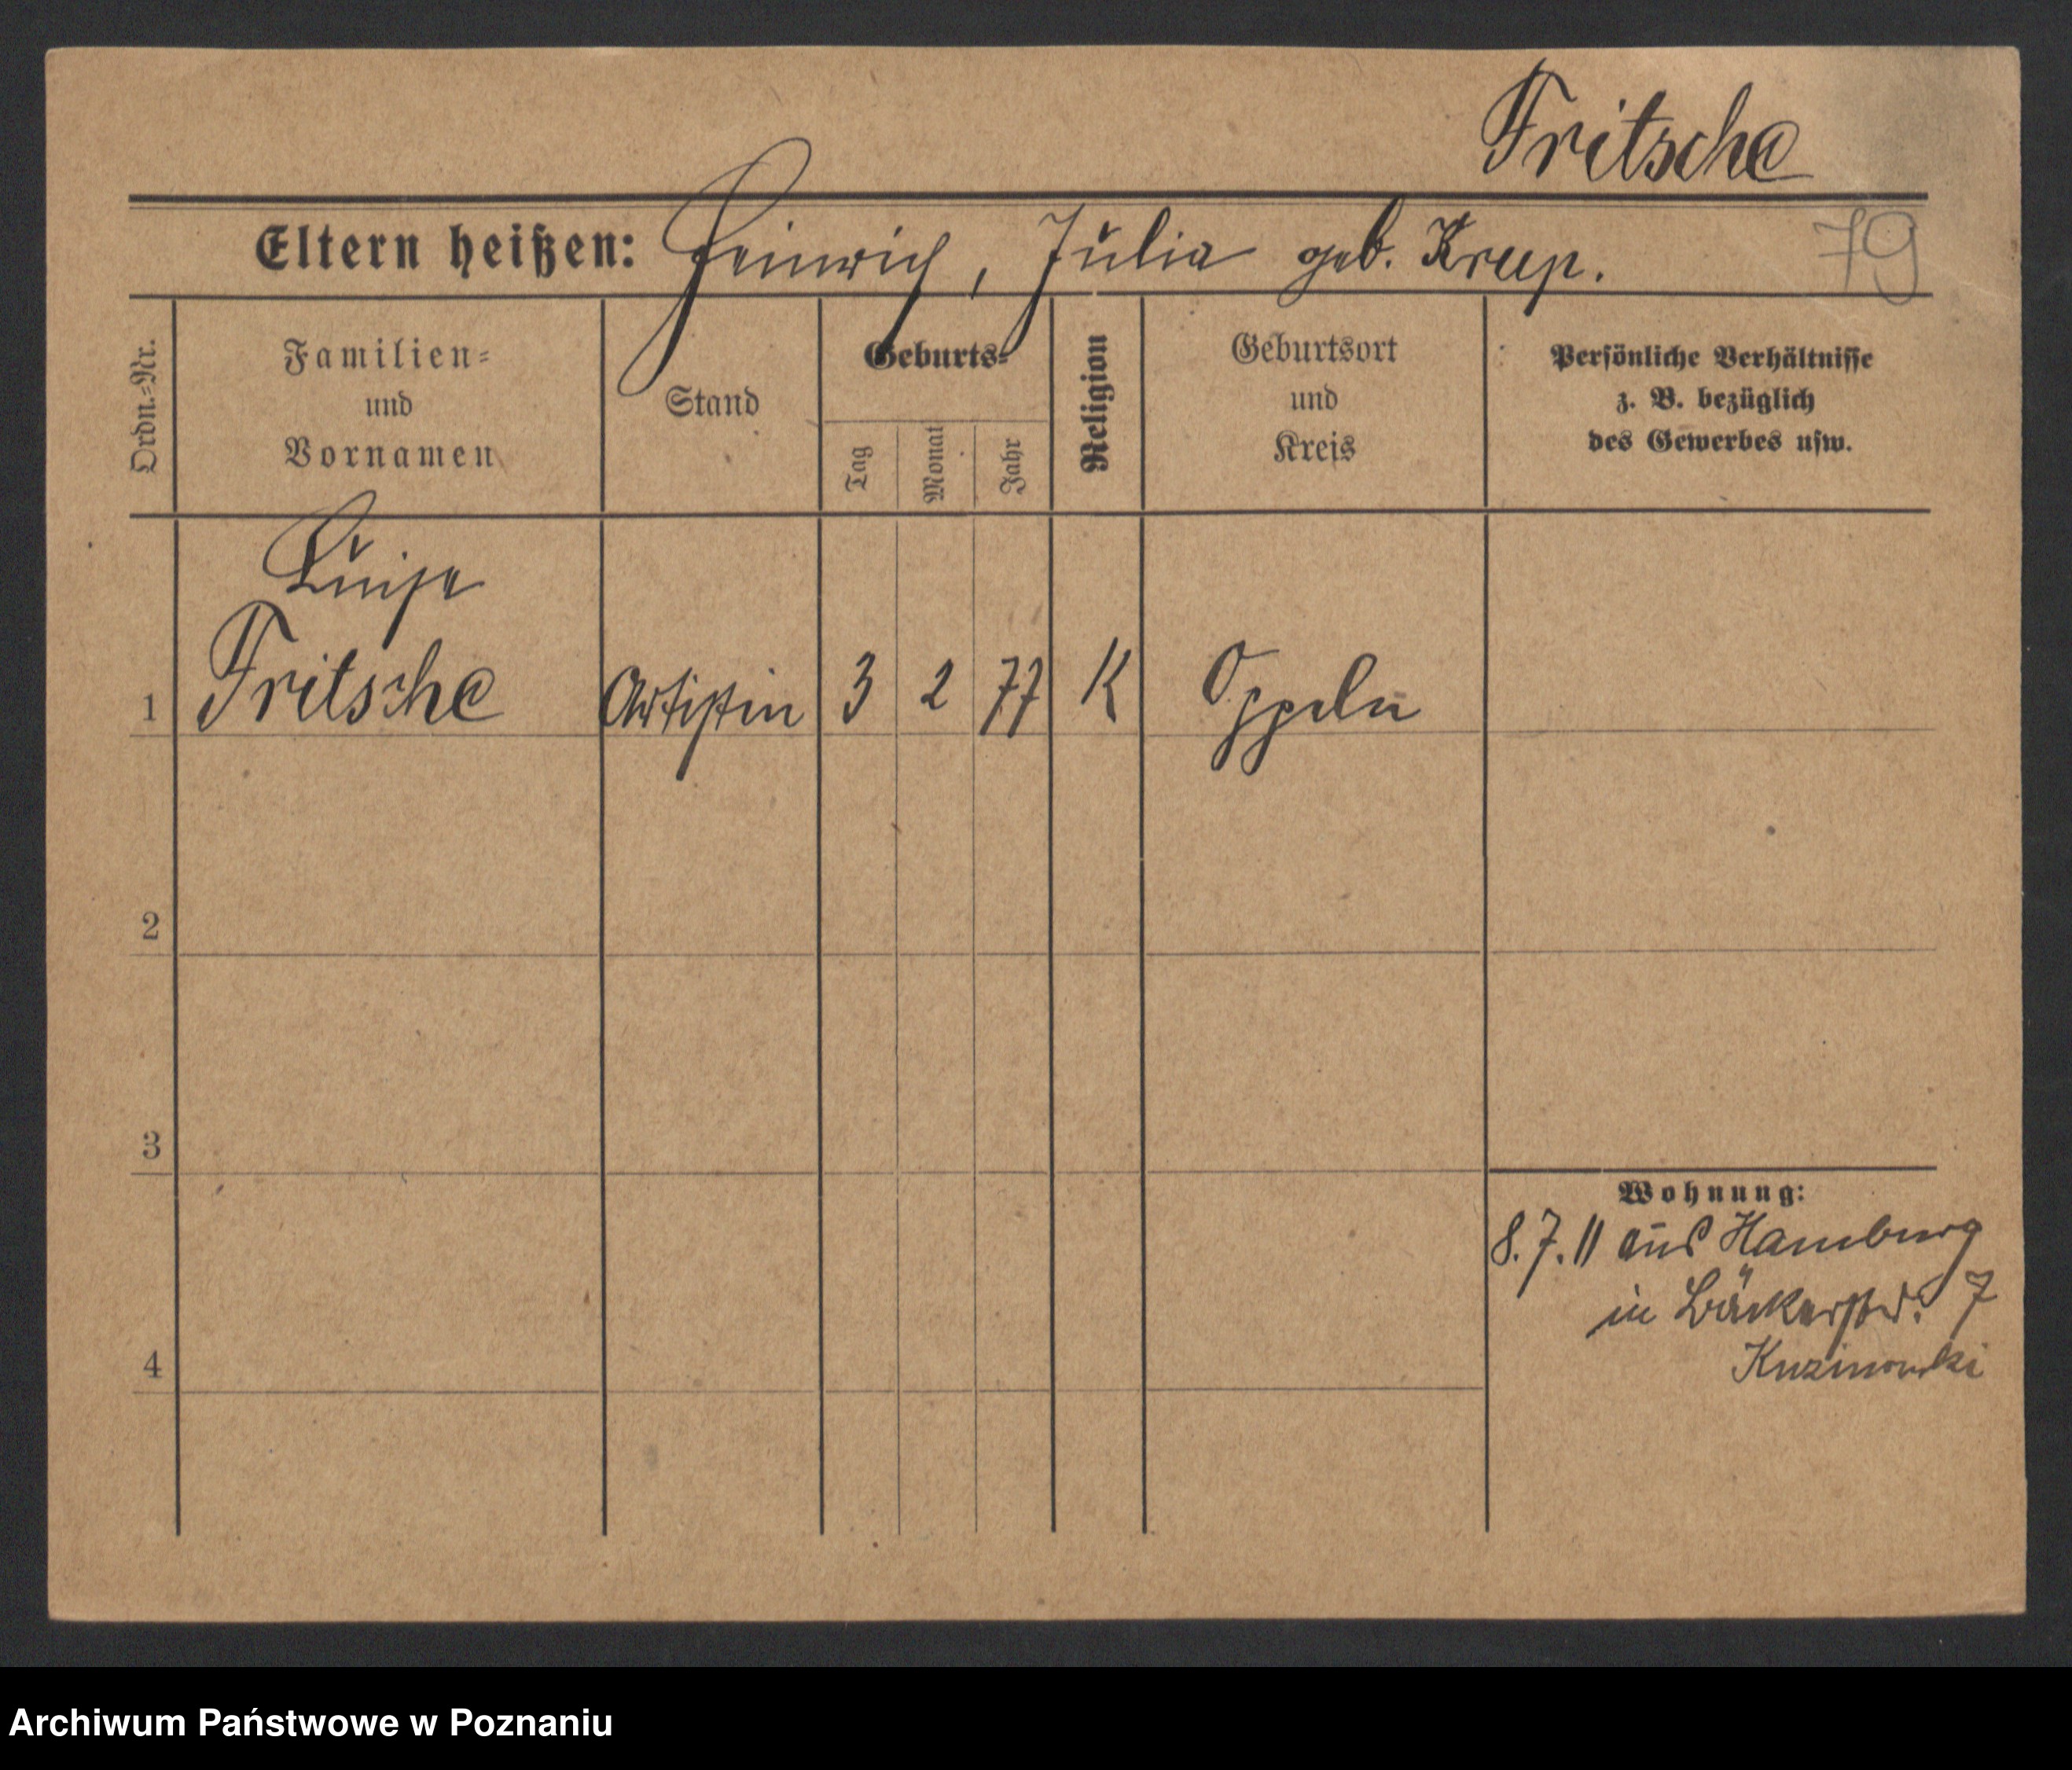 Fritsche
Eltern heißen: Heinrich, Julia geb. Krup.
79
Ordn.-Nr.
Familien-
und
Vornamen
Stand
Geburts-
Tag
Monat
Jahr
Religion
Geburtsort
und
Kreis
Persönliche Verhältnisse
z. B. bezüglich
des Gewerbes usw.
Luise
1 Fritsche Artistin 3 2 77 K Oppeln
2
3
4
Wohnung:
8.7.11 aus Hamburg
in Bäckerstr. 7
Archiwum Państwowe w Poznaniu